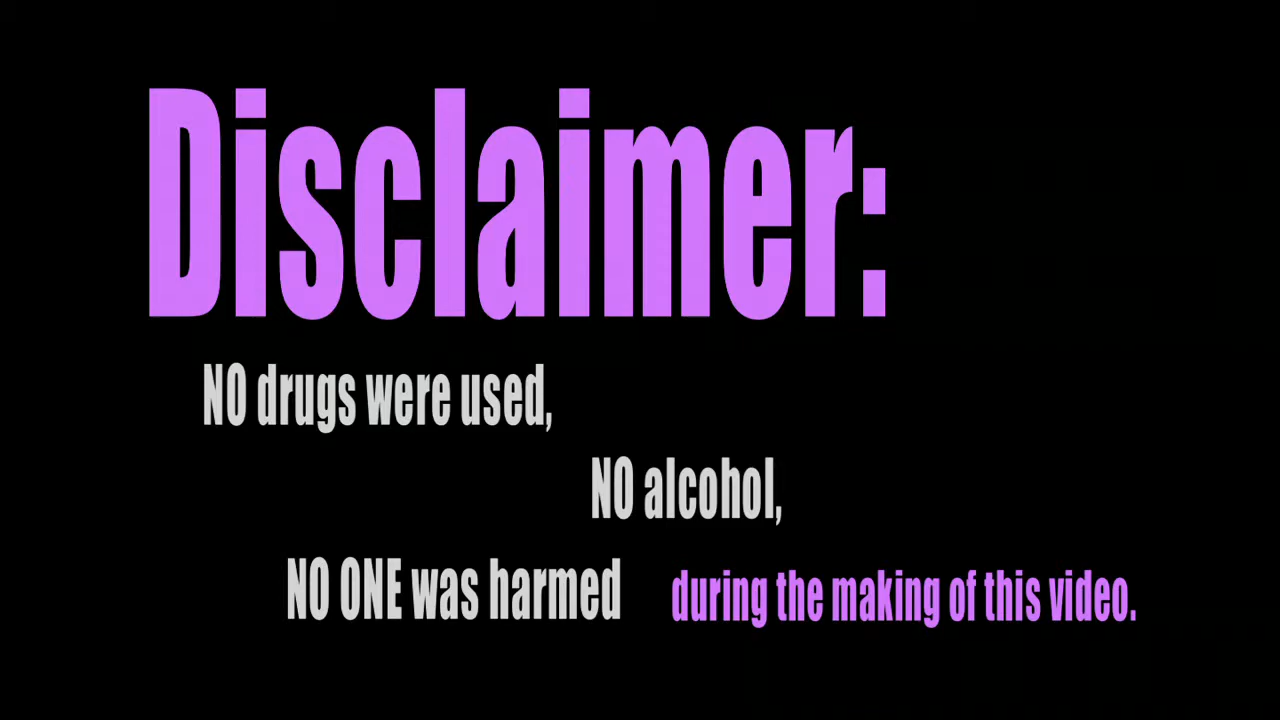 Disclaimer:
NO drugs were used,
NO alcohol,
NO ONE was harmed during the making of this video.